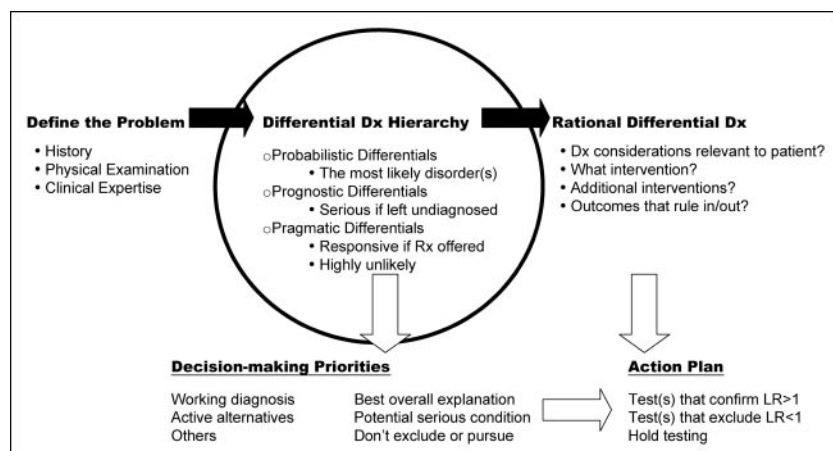 Define the Problem
• History
• Physical Examination
• Clinical Expertise
Differential Dx Hierarchy
oProbabilistic Differentials
• The most likely disorder(s)
oPrognostic Differentials
• Serious if left undiagnosed
oPragmatic Differentials
• Responsive if Rx offered
• Highly unlikely
Rational Differential Dx
• Dx considerations relevant to patient?
• What intervention?
• Additional interventions?
• Outcomes that rule in/out?
Decision-making Priorities
Working diagnosis
Active alternatives
Others
Best overall explanation
Potential serious condition
Don't exclude or pursue
Action Plan
Test(s) that confirm LR>1
Test(s) that exclude LR<1
Hold testing